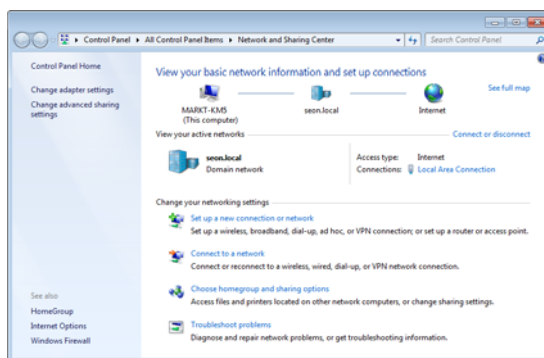 Control Panel ▸ All Control Panel Items ▸ Network and Sharing Center
Search Control Panel
Control Panel Home
Change adapter settings
Change advanced sharing
settings
See also
HomeGroup
Internet Options
Windows Firewall
View your basic network information and set up connections
See full map
MARKT-KM5
(This computer)
seon.local
Internet
View your active networks
Connect or disconnect
seon.local
Domain network
Access type: Internet
Connections: Local Area Connection
Change your networking settings
Set up a new connection or network
Set up a wireless, broadband, dial-up, ad hoc, or VPN connection; or set up a router or access point.
Connect to a network
Connect or reconnect to a wireless, wired, dial-up, or VPN network connection.
Choose homegroup and sharing options
Access files and printers located on other network computers, or change sharing settings.
Troubleshoot problems
Diagnose and repair network problems, or get troubleshooting information.